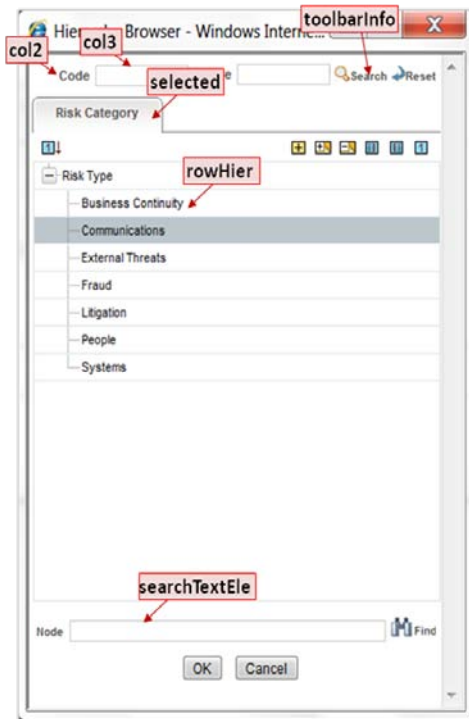 toolbarInfo
Hie Browser - Windows Interne...
col2 col3
Code e Search Reset
selected
Risk Category
Risk Type
rowHier
Business Continuity
Communications
External Threats
Fraud
Litigation
People
Systems
searchTextEle
Node Find
OK Cancel